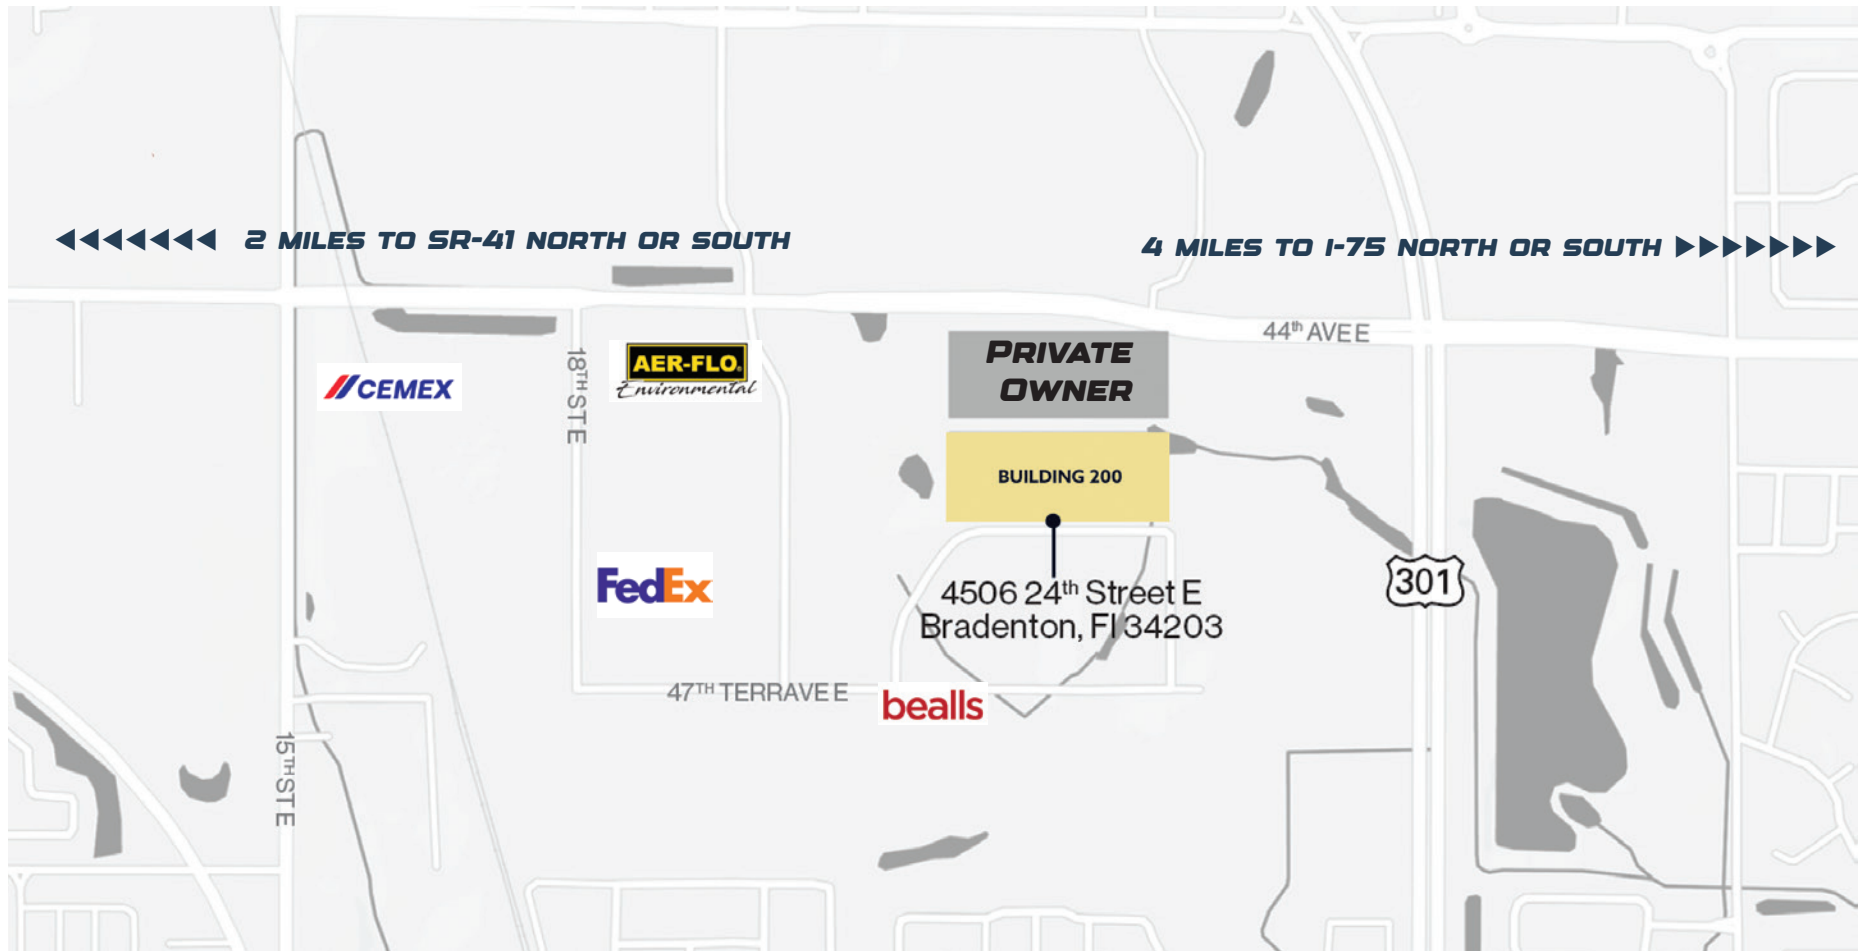 2 MILES TO SR-41 NORTH OR SOUTH
4 MILES TO I-75 NORTH OR SOUTH
44th AVE E
PRIVATE
OWNER
18TH ST E
AER-FLO
Environmental
CEMEX
BUILDING 200
FedEx
301
4506 24th Street E
Bradenton, Fl 34203
47TH TERRAVE E
bealls
15TH ST E